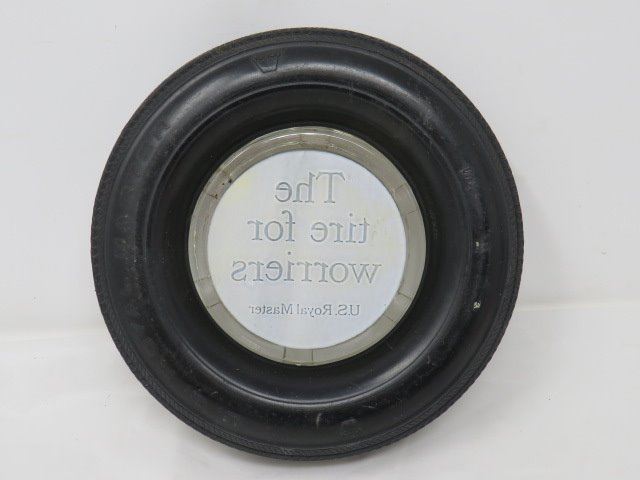 The
tire for
worriers
U.S. Royal Master